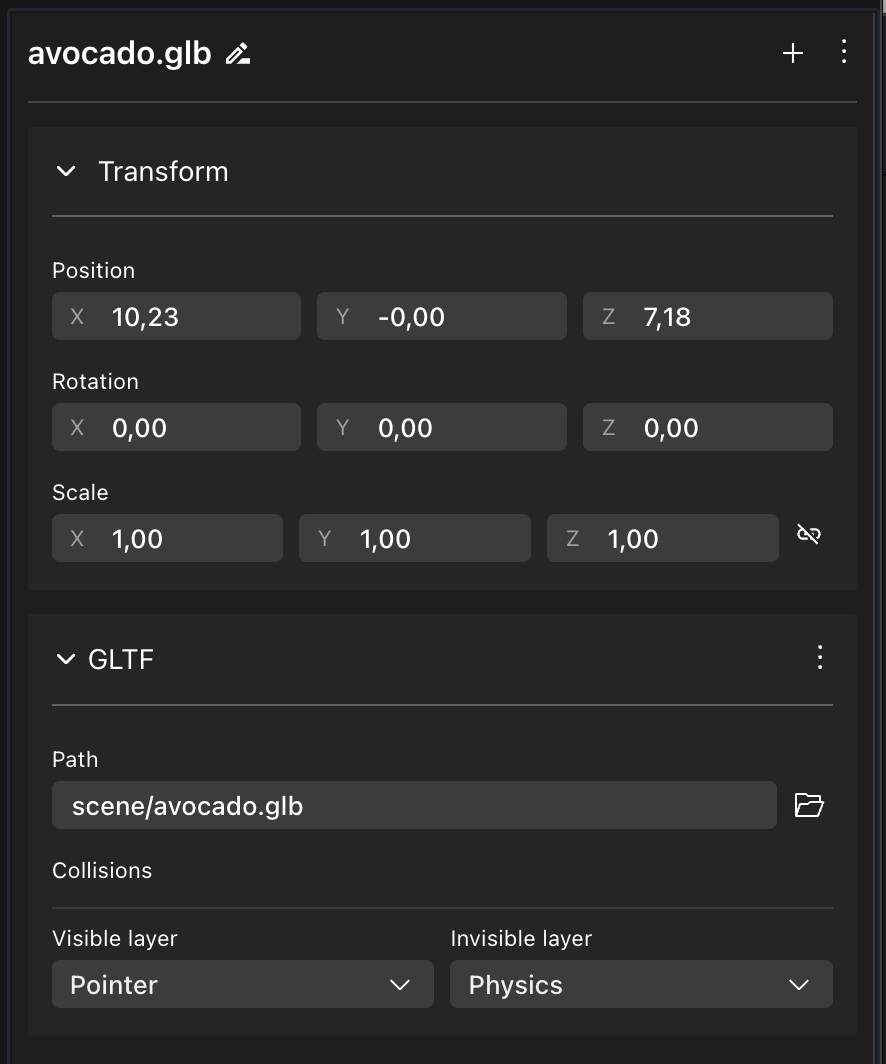 avocado.glb
Transform
Position
X 10,23 Y -0,00 Z 7,18
Rotation
X 0,00 Y 0,00 Z 0,00
Scale
X 1,00 Y 1,00 Z 1,00
GLTF
Path
scene/avocado.glb
Collisions
Visible layer Invisible layer
Pointer Physics